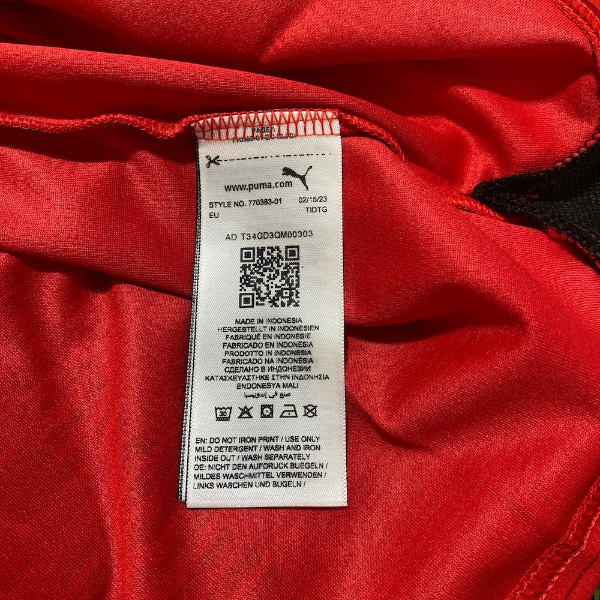 www.puma.com
STYLE NO. 770383-01 02/15/23
EU TIDTG
AD T34GD3QM00303
MADE IN INDONESIA
HERGESTELLT IN INDONESIEN
FABRIQUÉ EN INDONESIE
FABRICADO EN INDONESIA
PRODOTTO IN INDONESIA
FABRICADO NA INDONÉSIA
СДЕЛАНО В ИНДОНЕЗИИ
ΚΑΤΑΣΚΕΥΑΣΤΗΚΕ ΣΤΗΝ ΙΝΔΟΝΗΣΙΑ
ENDONESYA MALI
صنع في إندونيسيا
30
EN: DO NOT IRON PRINT / USE ONLY
MILD DETERGENT / WASH AND IRON
INSIDE OUT / WASH SEPARATELY
DE: NICHT DEN AUFDRUCK BUEGELN /
MILDES WASCHMITTEL VERWENDEN /
LINKS WASCHEN UND BUGELN /